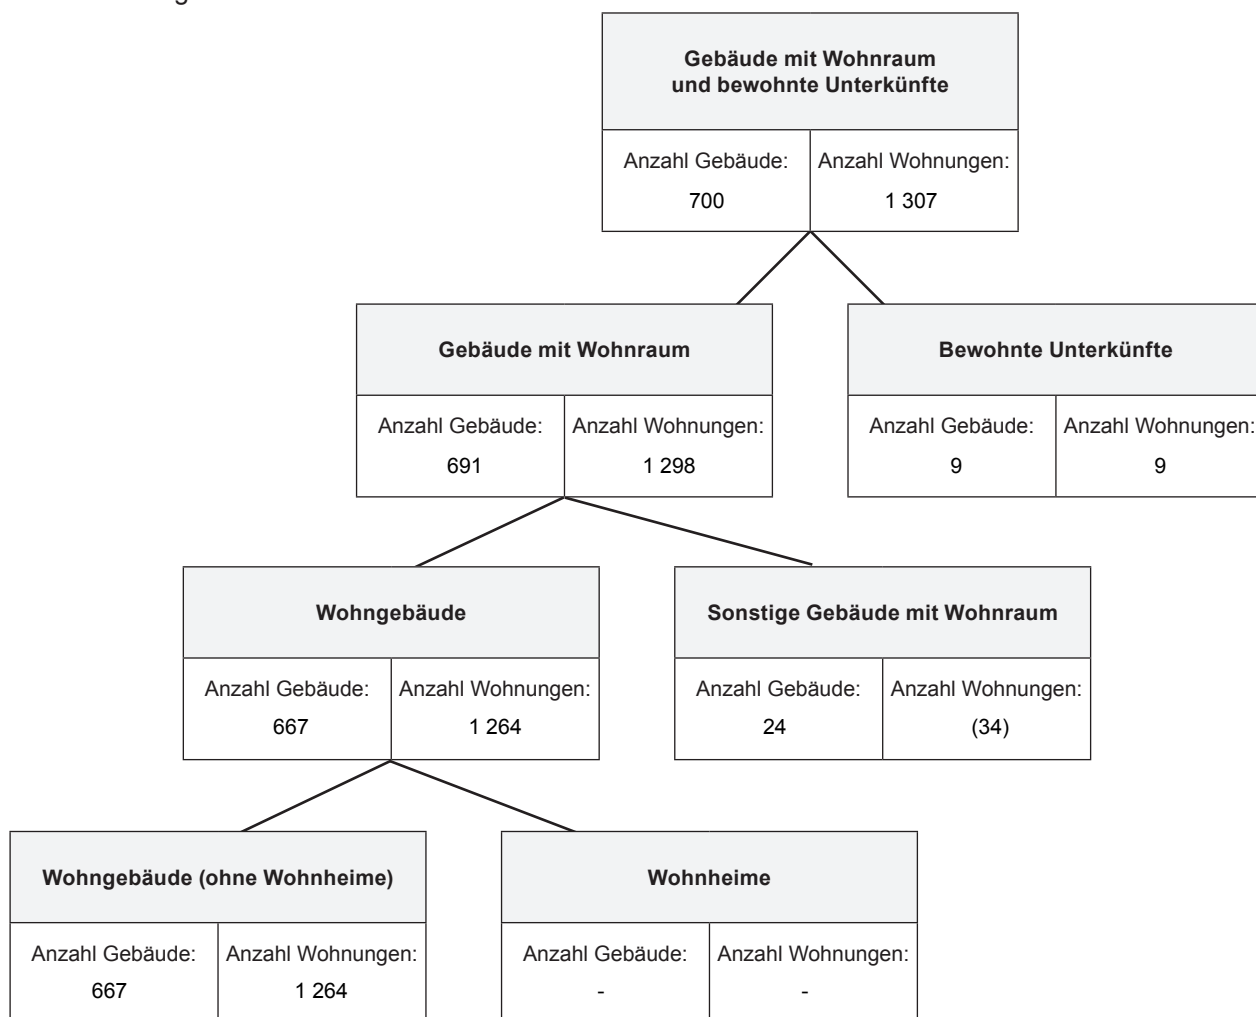 Gebäude mit Wohnraum
und bewohnte Unterkünfte
Anzahl Gebäude: Anzahl Wohnungen:
700 1 307
Gebäude mit Wohnraum
Bewohnte Unterkünfte
Anzahl Gebäude: Anzahl Wohnungen:
691 1 298
Anzahl Gebäude: Anzahl Wohnungen:
9 9
Wohngebäude
Sonstige Gebäude mit Wohnraum
Anzahl Gebäude: Anzahl Wohnungen:
667 1 264
Anzahl Gebäude: Anzahl Wohnungen:
24 (34)
Wohngebäude (ohne Wohnheime)
Wohnheime
Anzahl Gebäude: Anzahl Wohnungen:
667 1 264
Anzahl Gebäude: Anzahl Wohnungen:
- -